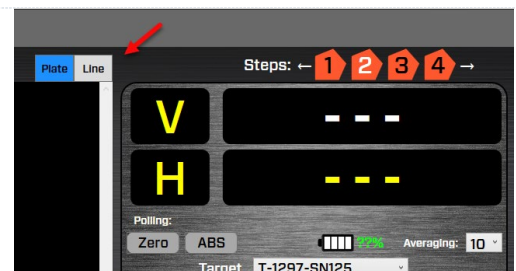 Plate Line
Steps: ← 1 2 3 4 →
V - - -
H - - -
Polling:
Zero ABS
??% Averaging: 10
Target T-1297-SN125